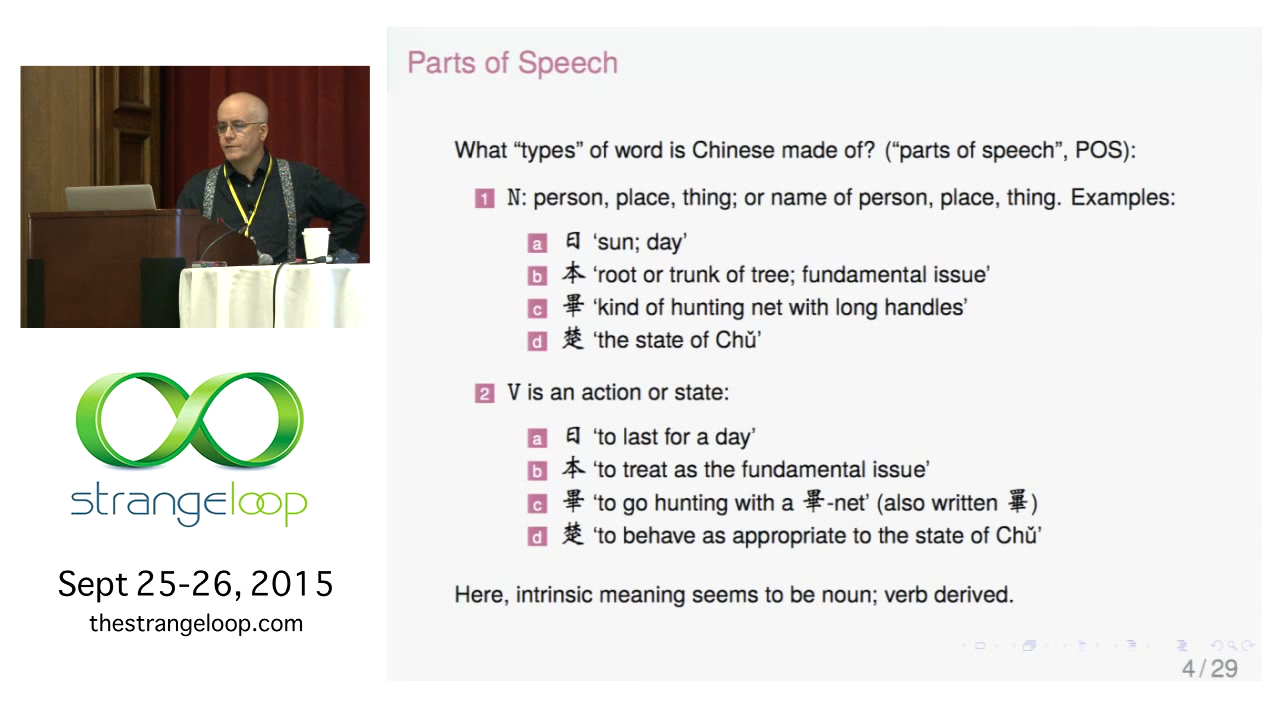 Parts of Speech
What “types” of word is Chinese made of? (“parts of speech”, POS):
1 N: person, place, thing; or name of person, place, thing. Examples:
a 日 ‘sun; day’
b 本 ‘root or trunk of tree; fundamental issue’
c 畢 ‘kind of hunting net with long handles’
d 楚 ‘the state of Chǔ’
2 V is an action or state:
a 日 ‘to last for a day’
b 本 ‘to treat as the fundamental issue’
c 畢 ‘to go hunting with a 畢-net’ (also written 罼)
d 楚 ‘to behave as appropriate to the state of Chǔ’
Here, intrinsic meaning seems to be noun; verb derived.
4 / 29
strangeloop
Sept 25-26, 2015
thestrangeloop.com